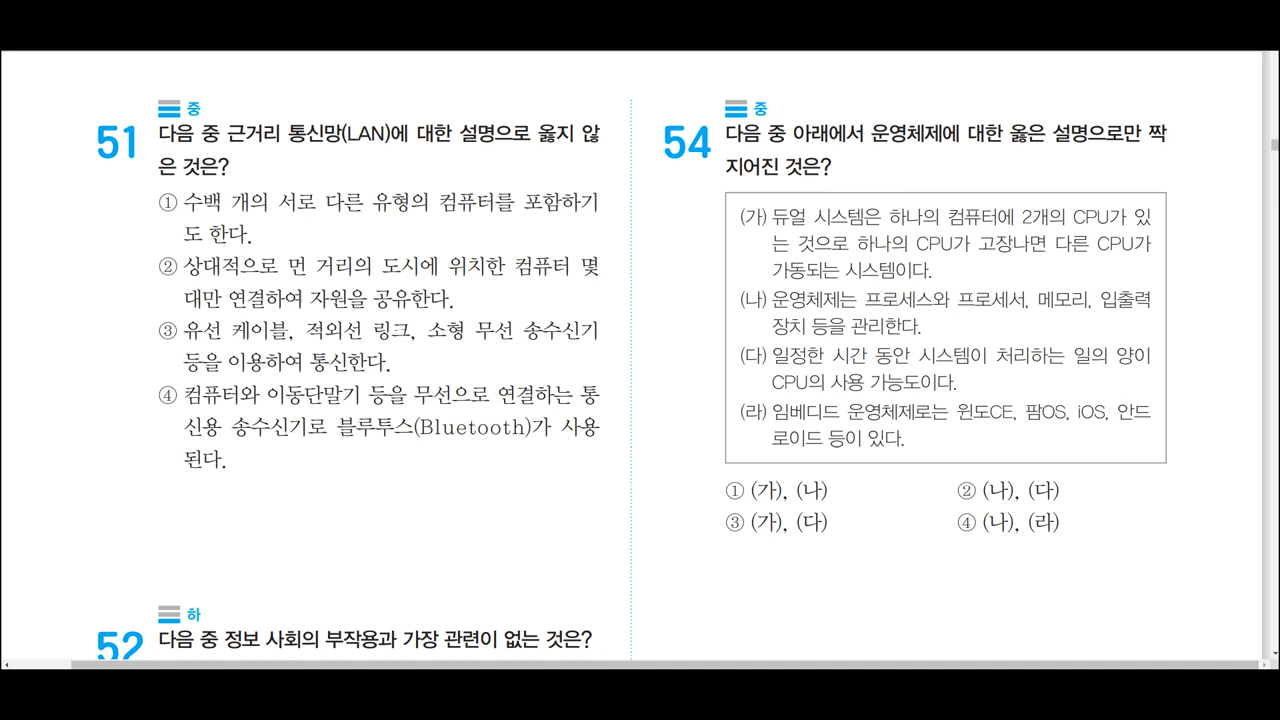 중
51 다음 중 근거리 통신망(LAN)에 대한 설명으로 옳지 않
은 것은?
① 수백 개의 서로 다른 유형의 컴퓨터를 포함하기
도 한다.
② 상대적으로 먼 거리의 도시에 위치한 컴퓨터 몇
대만 연결하여 자원을 공유한다.
③ 유선 케이블, 적외선 링크, 소형 무선 송수신기
등을 이용하여 통신한다.
④ 컴퓨터와 이동단말기 등을 무선으로 연결하는 통
신용 송수신기로 블루투스(Bluetooth)가 사용
된다.
하
52 다음 중 정보 사회의 부작용과 가장 관련이 없는 것은?
중
54 다음 중 아래에서 운영체제에 대한 옳은 설명으로만 짝
지어진 것은?
(가) 듀얼 시스템은 하나의 컴퓨터에 2개의 CPU가 있
는 것으로 하나의 CPU가 고장나면 다른 CPU가
가동되는 시스템이다.
(나) 운영체제는 프로세스와 프로세서, 메모리, 입출력
장치 등을 관리한다.
(다) 일정한 시간 동안 시스템이 처리하는 일의 양이
CPU의 사용 가능도이다.
(라) 임베디드 운영체제로는 윈도CE, 팜OS, iOS, 안드
로이드 등이 있다.
① (가), (나) ② (나), (다)
③ (가), (다) ④ (나), (라)